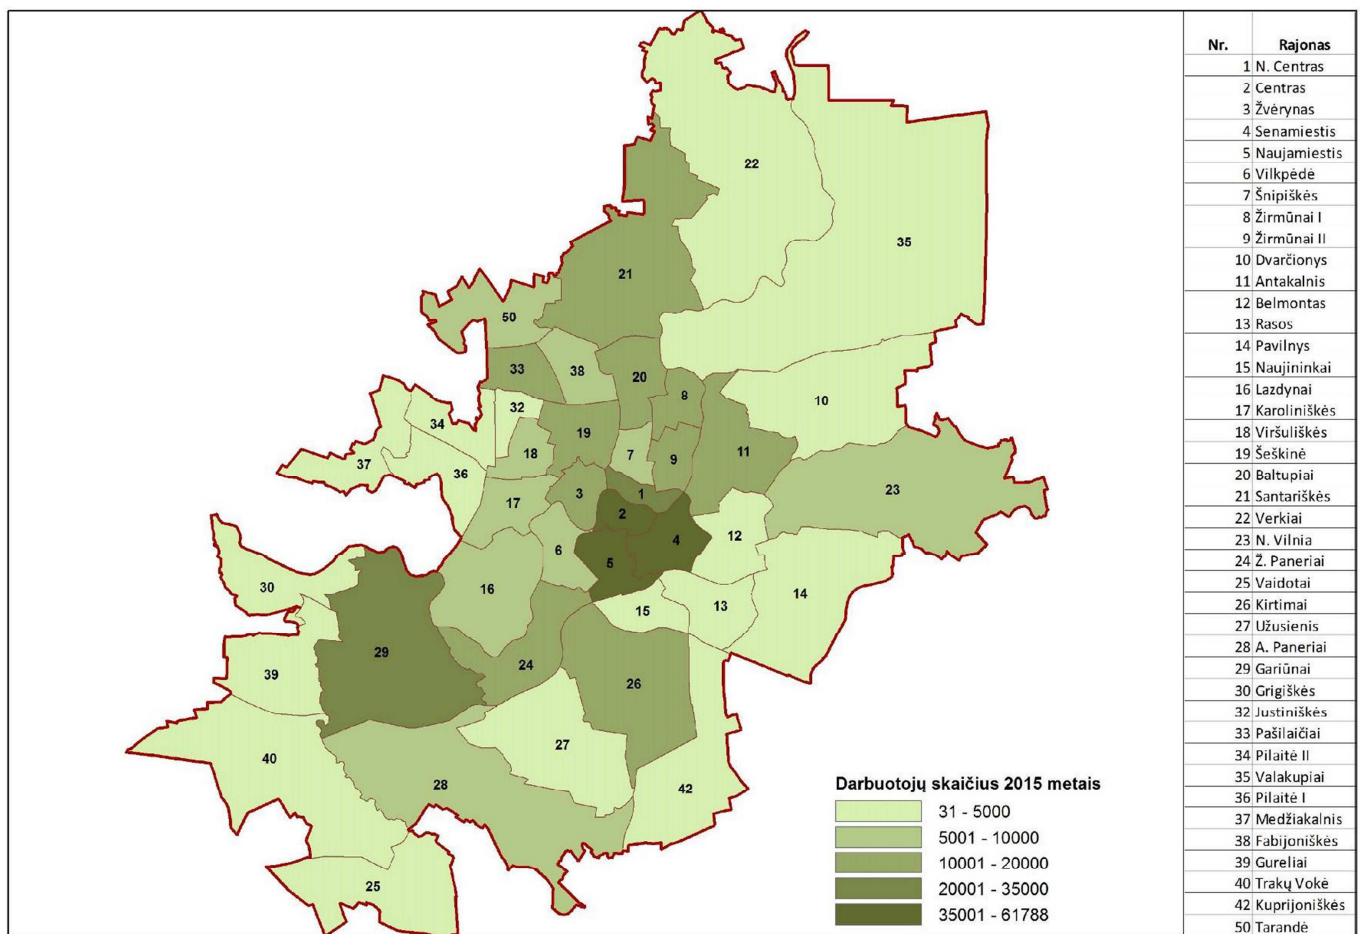 Nr. Rajonas
1 N. Centras
2 Centras
3 Žvėrynas
4 Senamiestis
5 Naujamiestis
6 Vilkpėdė
7 Šnipiškės
8 Žirmūnai I
9 Žirmūnai II
10 Dvarčionys
11 Antakalnis
12 Belmontas
13 Rasos
14 Pavilnys
15 Naujininkai
16 Lazdynai
17 Karoliniškės
18 Viršuliškės
19 Šeškinė
20 Baltupiai
21 Santariškės
22 Verkiai
23 N. Vilnia
24 Ž. Paneriai
25 Vaidotai
26 Kirtimai
27 Užusienis
28 A. Paneriai
29 Gariūnai
30 Grigiškės
32 Justiniškės
33 Pašilaičiai
34 Pilaitė II
35 Valakupiai
36 Pilaitė I
37 Medžiakalnis
38 Fabijoniškės
39 Gureliai
40 Trakų Vokė
42 Kuprijoniškės
50 Tarandė
22
35
21
50
33
38
20
8
10
32
34
19
7
9
11
18
37
36
23
3
1
17
2
12
4
6
5
30
16
14
15
13
29
24
39
26
27
40
28
42
25
Darbuotojų skaičius 2015 metais
31 - 5000
5001 - 10000
10001 - 20000
20001 - 35000
35001 - 61788